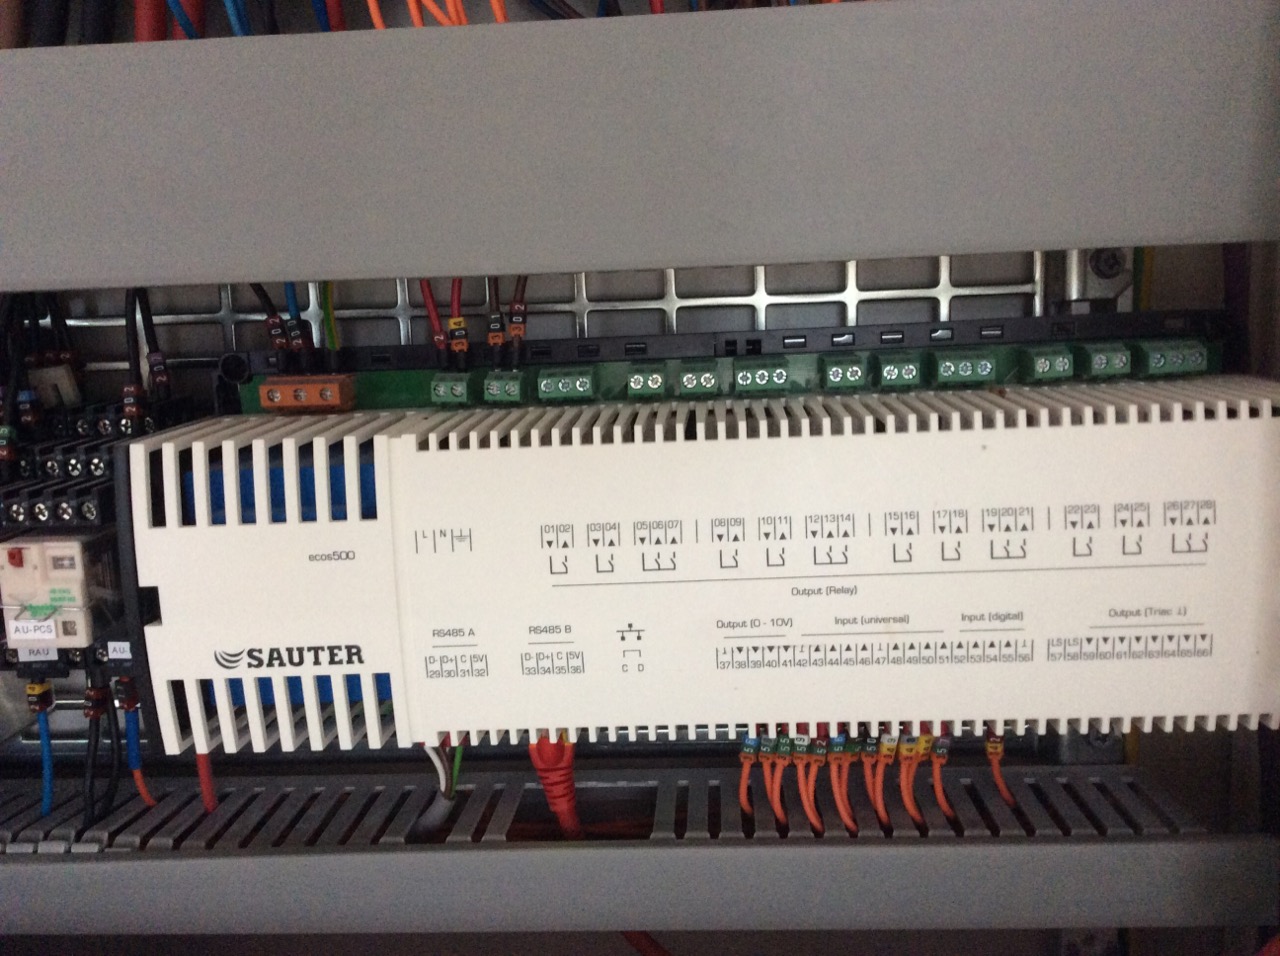 ecos500
SAUTER
L N
01 02 03 04 05 06 07 08 09 10 11 12 13 14 15 16 17 18 19 20 21 22 23 24 25 26 27 28
Output (Relay)
RS485 A RS485 B Output (0 - 10V) Input (universal) Input (digital) Output (Triac ⊥)
D- D+ C 5V D- D+ C 5V
29 30 31 32 33 34 35 36 C D 37 38 39 40 41 42 43 44 45 46 47 48 49 50 51 52 53 54 55 56 LS 57 LS 58 59 60 61 62 63 64 65 66
AU-PCS
RAU
AU-